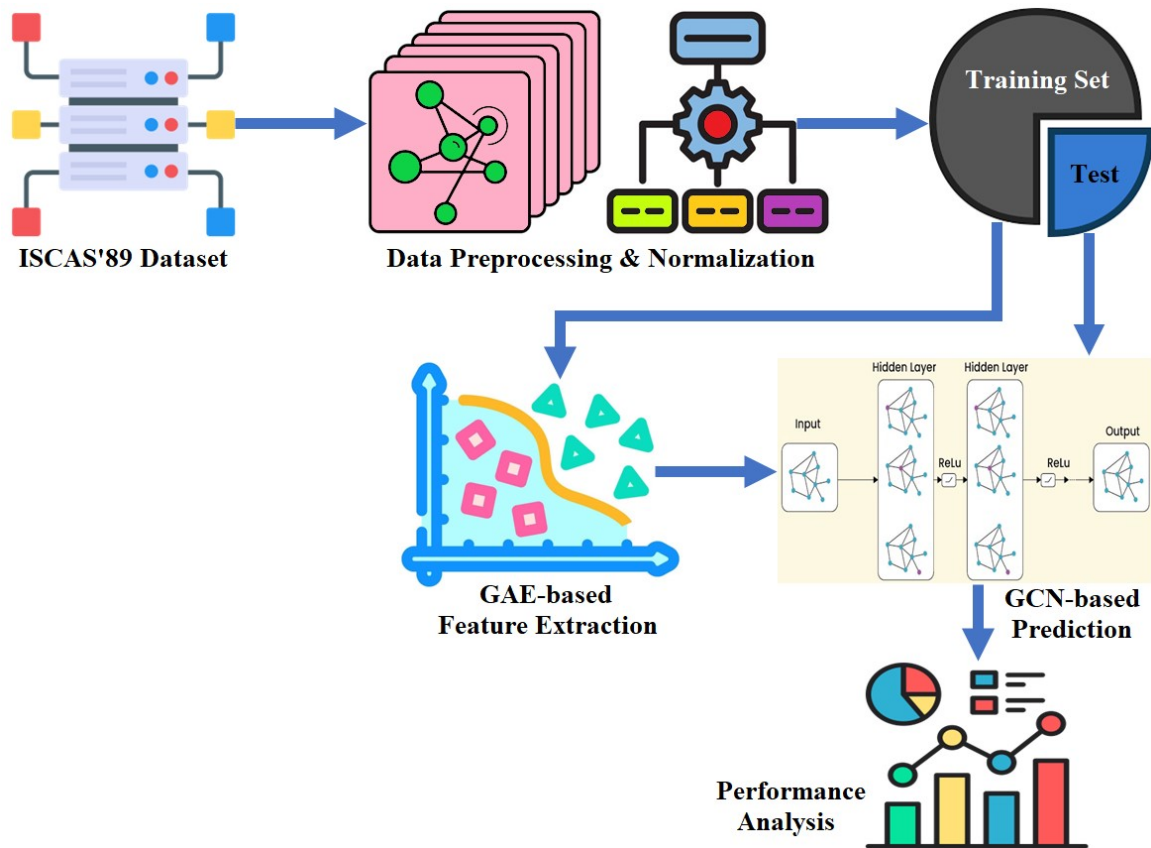 Training Set
Test
ISCAS'89 Dataset
Data Preprocessing & Normalization
Hidden Layer
Hidden Layer
Input
ReLu
ReLu
Output
GAE-based
Feature Extraction
GCN-based
Prediction
Performance
Analysis